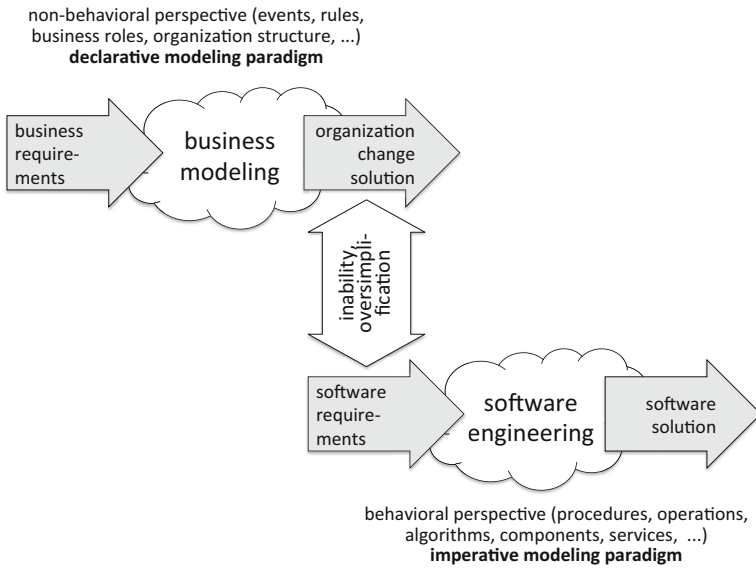 non-behavioral perspective (events, rules,
business roles, organization structure, ...)
declarative modeling paradigm
business
require-
ments
business
modeling
organization
change
solution
inability,
oversimpli-
fication
software
require-
ments
software
engineering
software
solution
behavioral perspective (procedures, operations,
algorithms, components, services, ...)
imperative modeling paradigm